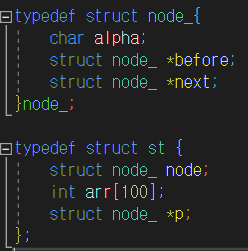 typedef struct node_{
    char alpha;
    struct node_ *before;
    struct node_ *next;
}node_;
typedef struct st {
    struct node_ node;
    int arr[100];
    struct node_ *p;
};